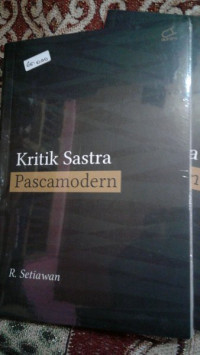 Kritik Sastra
Pascamodern
R. Setiawan